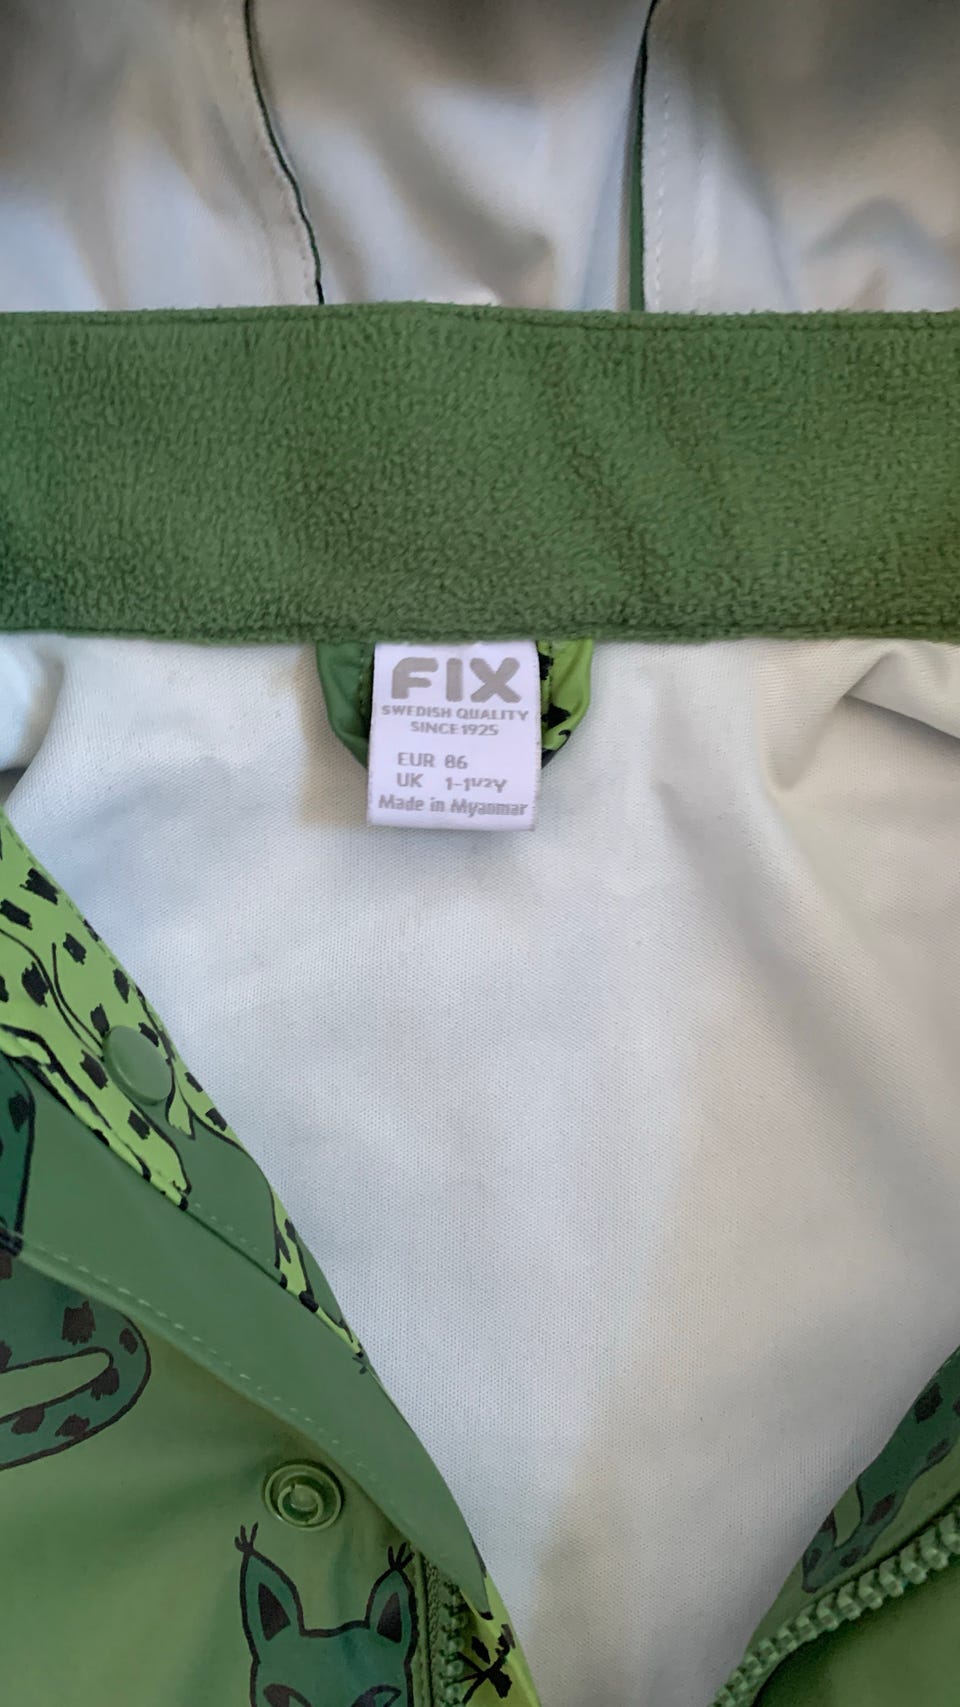 FIX
SWEDISH QUALITY
SINCE 1925
EUR 86
UK 1-1½Y
Made in Myanmar